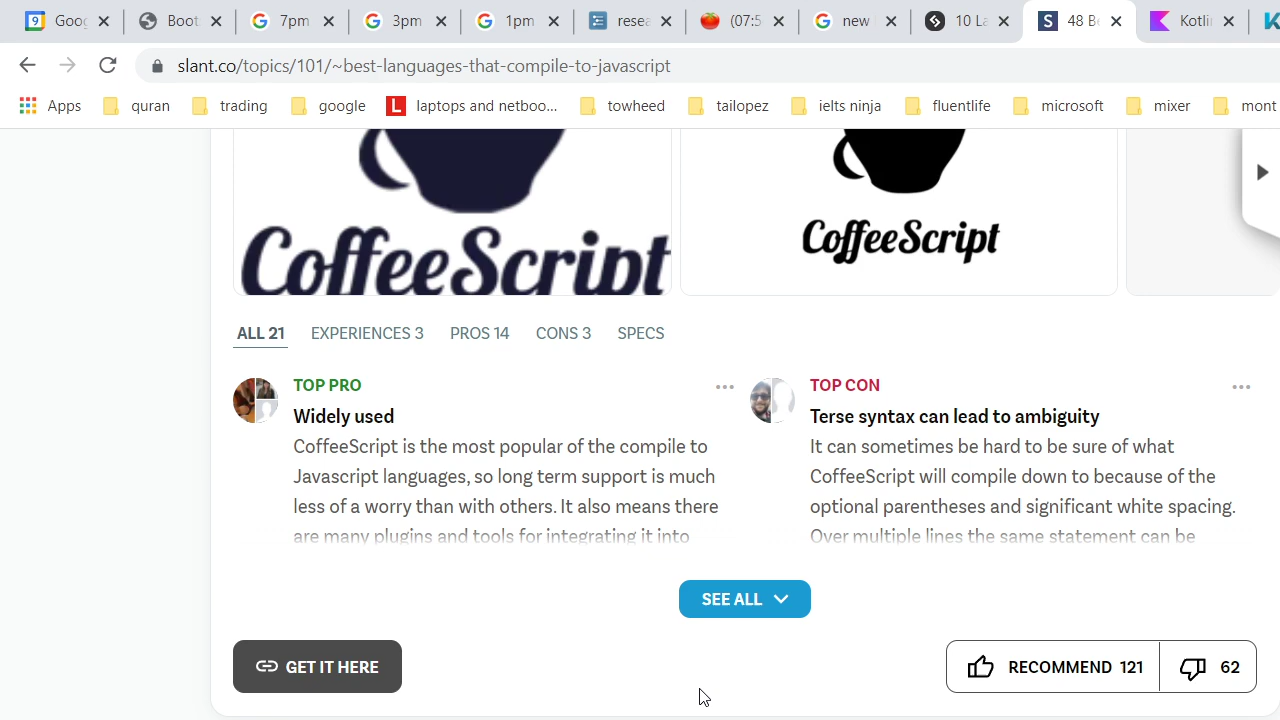 9 Goog
Boot
7pm
3pm
1pm
resea
(07:5
new
10 La
48 Be
Kotli
slant.co/topics/101/~best-languages-that-compile-to-javascript
Apps quran trading google L laptops and netboo... towheed tailopez ielts ninja fluentlife microsoft mixer mont
CoffeeScript
CoffeeScript
ALL 21 EXPERIENCES 3 PROS 14 CONS 3 SPECS
TOP PRO
Widely used
CoffeeScript is the most popular of the compile to
Javascript languages, so long term support is much
less of a worry than with others. It also means there
are many plugins and tools for integrating it into
TOP CON
Terse syntax can lead to ambiguity
It can sometimes be hard to be sure of what
CoffeeScript will compile down to because of the
optional parentheses and significant white spacing.
Over multiple lines the same statement can be
SEE ALL
GET IT HERE
RECOMMEND 121
62